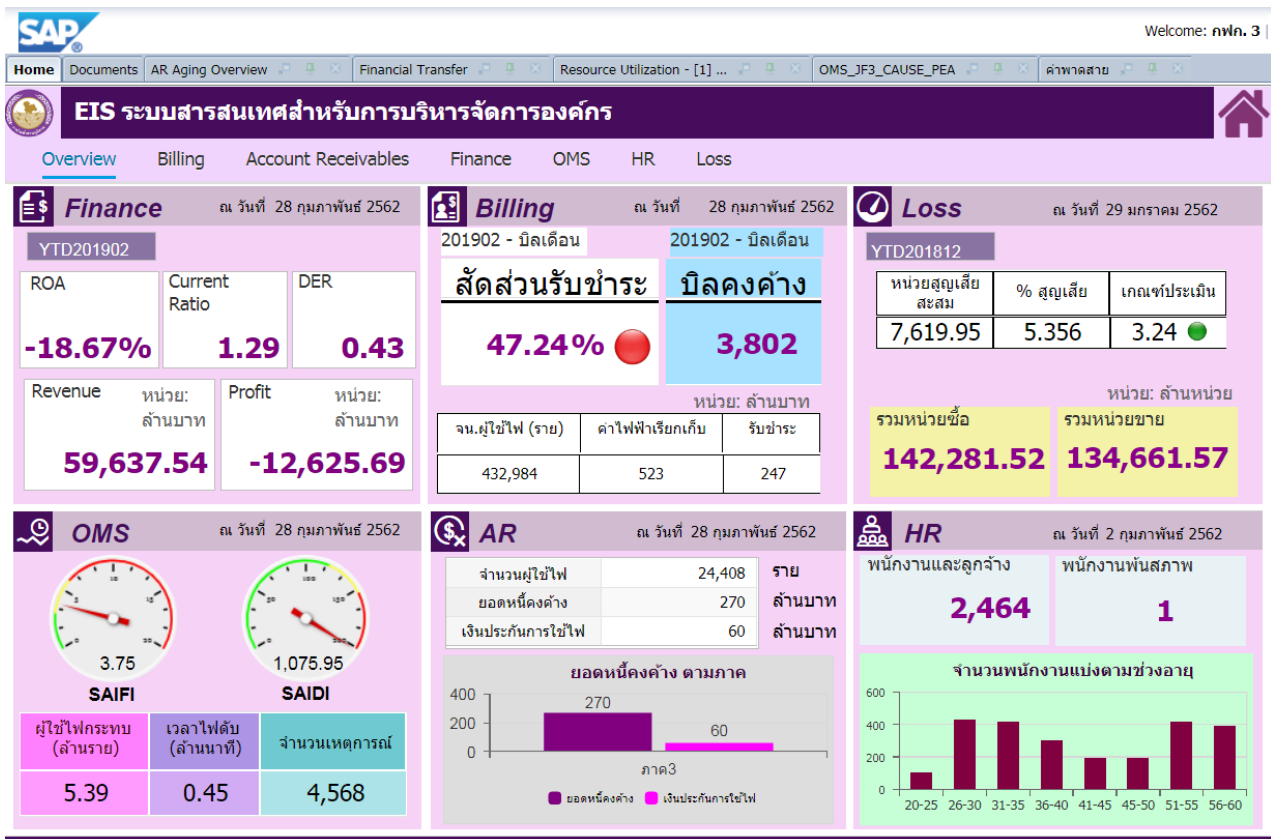 SAP
Welcome: กฟก. 3 |
Home Documents AR Aging Overview Financial Transfer Resource Utilization - [1] ... OMS_JF3_CAUSE_PEA ค่าพาดสาย
EIS ระบบสารสนเทศสำหรับการบริหารจัดการองค์กร
Overview Billing Account Receivables Finance OMS HR Loss
Finance ณ วันที่ 28 กุมภาพันธ์ 2562
YTD201902
ROA Current Ratio DER
-18.67% 1.29 0.43
Revenue หน่วย: ล้านบาท Profit หน่วย: ล้านบาท
59,637.54 -12,625.69
Billing ณ วันที่ 28 กุมภาพันธ์ 2562
201902 - บิลเดือน 201902 - บิลเดือน
สัดส่วนรับชำระ บิลคงค้าง
47.24% 3,802
หน่วย: ล้านบาท
จน.ผู้ใช้ไฟ (ราย) ค่าไฟฟ้าเรียกเก็บ รับชำระ
432,984 523 247
Loss ณ วันที่ 29 มกราคม 2562
YTD201812
หน่วยสูญเสีย
สะสม % สูญเสีย เกณฑ์ประเมิน
7,619.95 5.356 3.24
หน่วย: ล้านหน่วย
รวมหน่วยซื้อ รวมหน่วยขาย
142,281.52 134,661.57
OMS ณ วันที่ 28 กุมภาพันธ์ 2562
3.75 1,075.95
SAIFI SAIDI
ผู้ใช้ไฟกระทบ เวลาไฟดับ
(ล้านราย) (ล้านนาที) จำนวนเหตุการณ์
5.39 0.45 4,568
AR ณ วันที่ 28 กุมภาพันธ์ 2562
จำนวนผู้ใช้ไฟ 24,408 ราย
ยอดหนี้คงค้าง 270 ล้านบาท
เงินประกันการใช้ไฟ 60 ล้านบาท
ยอดหนี้คงค้าง ตามภาค
400
270
200
60
0
ภาค3
ยอดหนี้คงค้าง เงินประกันการใช้ไฟ
HR ณ วันที่ 2 กุมภาพันธ์ 2562
พนักงานและลูกจ้าง พนักงานพ้นสภาพ
2,464 1
จำนวนพนักงานแบ่งตามช่วงอายุ
600
400
200
0
20-25 26-30 31-35 36-40 41-45 45-50 51-55 56-60